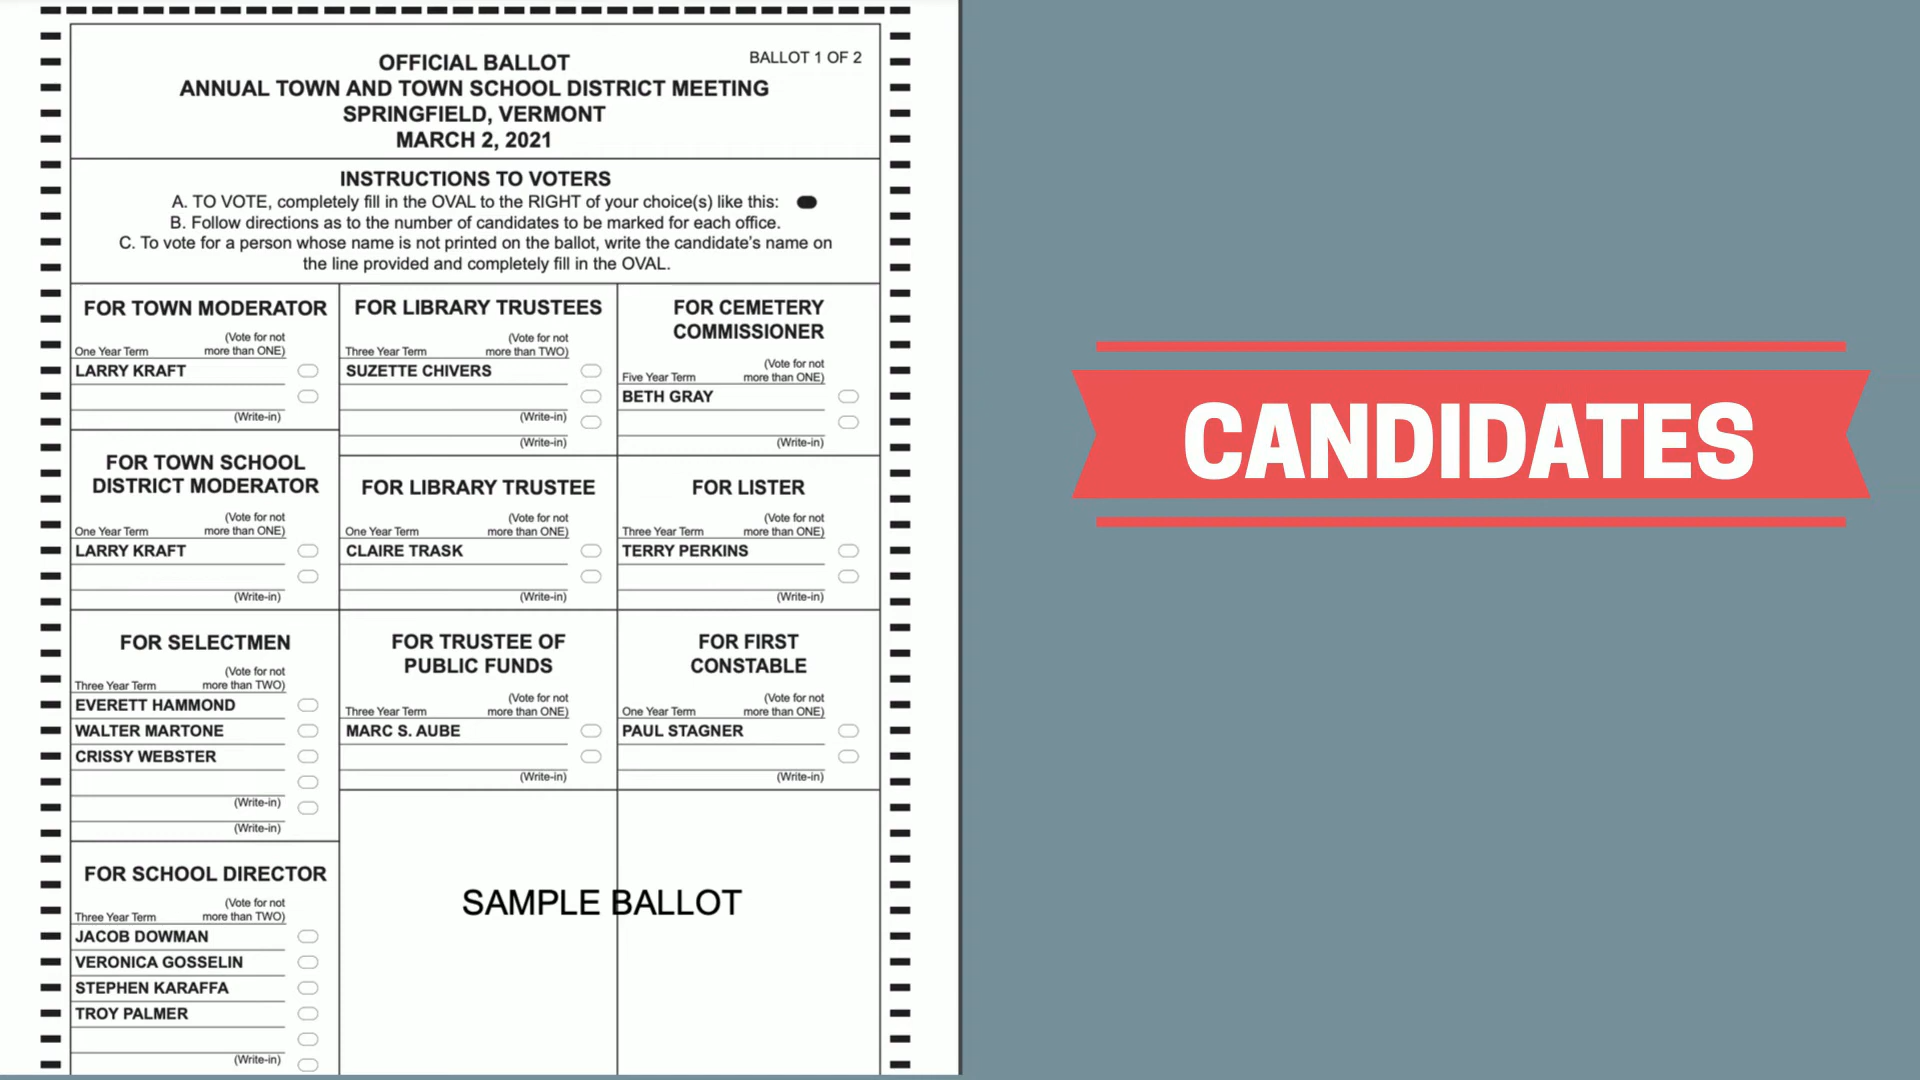 BALLOT 1 OF 2
OFFICIAL BALLOT
ANNUAL TOWN AND TOWN SCHOOL DISTRICT MEETING
SPRINGFIELD, VERMONT
MARCH 2, 2021
INSTRUCTIONS TO VOTERS
A. TO VOTE, completely fill in the OVAL to the RIGHT of your choice(s) like this:
B. Follow directions as to the number of candidates to be marked for each office.
C. To vote for a person whose name is not printed on the ballot, write the candidate's name on
the line provided and completely fill in the OVAL.
FOR TOWN MODERATOR
(Vote for not
One Year Term more than ONE)
LARRY KRAFT
(Write-in)
FOR TOWN SCHOOL
DISTRICT MODERATOR
(Vote for not
One Year Term more than ONE)
LARRY KRAFT
(Write-in)
FOR SELECTMEN
(Vote for not
Three Year Term more than TWO)
EVERETT HAMMOND
WALTER MARTONE
CRISSY WEBSTER
(Write-in)
(Write-in)
FOR SCHOOL DIRECTOR
(Vote for not
Three Year Term more than TWO)
JACOB DOWMAN
VERONICA GOSSELIN
STEPHEN KARAFFA
TROY PALMER
(Write-in)
FOR LIBRARY TRUSTEES
(Vote for not
Three Year Term more than TWO)
SUZETTE CHIVERS
(Write-in)
(Write-in)
FOR LIBRARY TRUSTEE
(Vote for not
One Year Term more than ONE)
CLAIRE TRASK
(Write-in)
FOR TRUSTEE OF
PUBLIC FUNDS
(Vote for not
Three Year Term more than ONE)
MARC S. AUBE
(Write-in)
FOR CEMETERY
COMMISSIONER
(Vote for not
Five Year Term more than ONE)
BETH GRAY
(Write-in)
FOR LISTER
(Vote for not
Three Year Term more than ONE)
TERRY PERKINS
(Write-in)
FOR FIRST
CONSTABLE
(Vote for not
One Year Term more than ONE)
PAUL STAGNER
(Write-in)
SAMPLE BALLOT
CANDIDATES